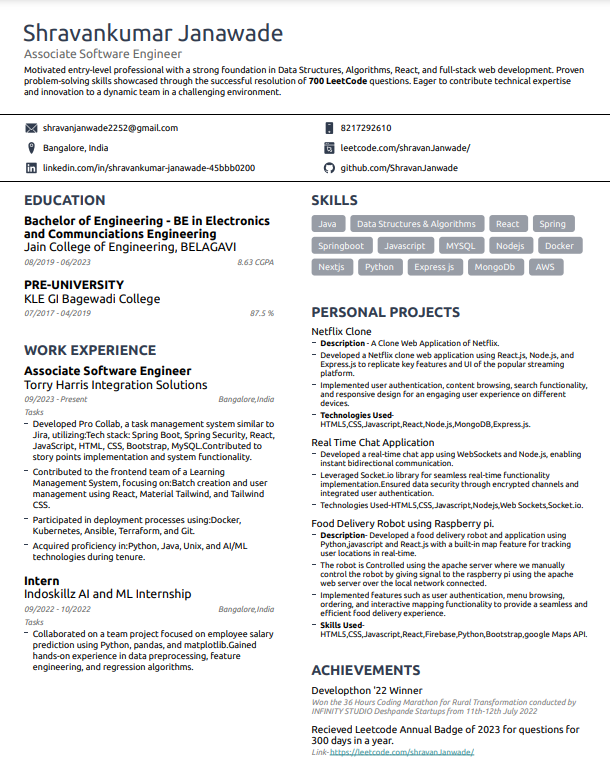 Shravankumar Janawade
Associate Software Engineer
Motivated entry-level professional with a strong foundation in Data Structures, Algorithms, React, and full-stack web development. Proven
problem-solving skills showcased through the successful resolution of 700 LeetCode questions. Eager to contribute technical expertise
and innovation to a dynamic team in a challenging environment.
shravanjanwade2252@gmail.com
8217292610
Bangalore, India
leetcode.com/shravanJanwade/
linkedin.com/in/shravankumar-janawade-45bbb0200
github.com/ShravanJanwade
EDUCATION
Bachelor of Engineering - BE in Electronics
and Communciations Engineering
Jain College of Engineering, BELAGAVI
08/2019 - 06/2023
8.63 CGPA
PRE-UNIVERSITY
KLE GI Bagewadi College
07/2017 - 04/2019
87.5 %
WORK EXPERIENCE
Associate Software Engineer
Torry Harris Integration Solutions
09/2023 - Present
Bangalore,India
Tasks
– Developed Pro Collab, a task management system similar to
Jira, utilizing:Tech stack: Spring Boot, Spring Security, React,
JavaScript, HTML, CSS, Bootstrap, MySQL.Contributed to
story points implementation and system functionality.
– Contributed to the frontend team of a Learning
Management System, focusing on:Batch creation and user
management using React, Material Tailwind, and Tailwind
CSS.
– Participated in deployment processes using:Docker,
Kubernetes, Ansible, Terraform, and Git.
– Acquired proficiency in:Python, Java, Unix, and AI/ML
technologies during tenure.
Intern
Indoskillz AI and ML Internship
09/2022 - 10/2022
Bangalore,India
Tasks
– Collaborated on a team project focused on employee salary
prediction using Python, pandas, and matplotlib.Gained
hands-on experience in data preprocessing, feature
engineering, and regression algorithms.
SKILLS
Java
Data Structures & Algorithms
React
Spring
Springboot
Javascript
MYSQL
Nodejs
Docker
Nextjs
Python
Express js
MongoDb
AWS
PERSONAL PROJECTS
Netflix Clone
– Description - A Clone Web Application of Netflix.
– Developed a Netflix clone web application using React.js, Node.js, and
Express.js to replicate key features and UI of the popular streaming
platform.
– Implemented user authentication, content browsing, search functionality,
and responsive design for an engaging user experience on different
devices.
– Technologies Used-
HTML5,CSS,Javascript,React,Node.js,MongoDB,Express.js.
Real Time Chat Application
– Developed a real-time chat app using WebSockets and Node.js, enabling
instant bidirectional communication.
– Leveraged Socket.io library for seamless real-time functionality
implementation.Ensured data security through encrypted channels and
integrated user authentication.
– Technologies Used-HTML5,CSS,Javascript,Nodejs,Web Sockets,Socket.io.
Food Delivery Robot using Raspberry pi.
– Description- Developed a food delivery robot and application using
Python,javascript and React.js with a built-in map feature for tracking
user locations in real-time.
– The robot is Controlled using the apache server where we manually
control the robot by giving signal to the raspberry pi using the apache
web server over the local network connected.
– Implemented features such as user authentication, menu browsing,
ordering, and interactive mapping functionality to provide a seamless and
efficient food delivery experience.
– Skills Used-
HTML5,CSS,Javascript,React,Firebase,Python,Bootstrap,google Maps API.
ACHIEVEMENTS
Developthon '22 Winner
Won the 36 Hours Coding Marathon for Rural Transformation conducted by
INFINITY STUDIO Deshpande Startups from 11th-12th July 2022
Recieved Leetcode Annual Badge of 2023 for questions for
300 days in a year.
Link- https://leetcode.com/shravanJanwade/